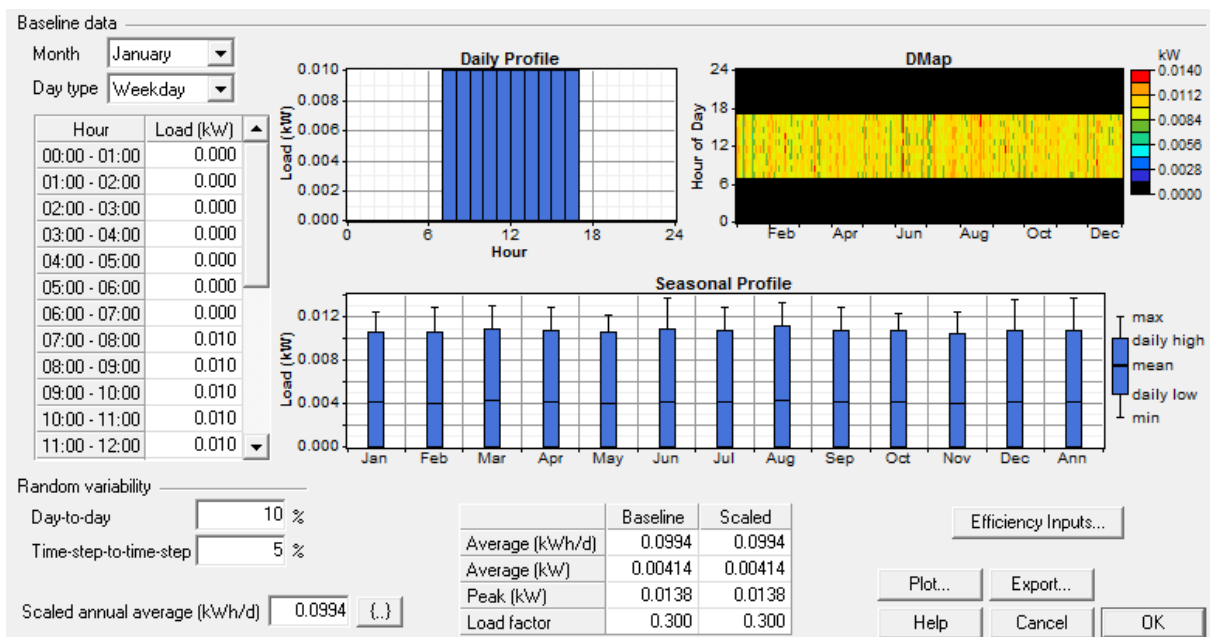 Baseline data
Month January
Day type Weekday
Hour Load (kW)
00:00 - 01:00 0.000
01:00 - 02:00 0.000
02:00 - 03:00 0.000
03:00 - 04:00 0.000
04:00 - 05:00 0.000
05:00 - 06:00 0.000
06:00 - 07:00 0.000
07:00 - 08:00 0.010
08:00 - 09:00 0.010
09:00 - 10:00 0.010
10:00 - 11:00 0.010
11:00 - 12:00 0.010
Daily Profile
Load (kW)
0.010
0.008
0.006
0.004
0.002
0.000
0 6 12 18 24
Hour
DMap
Hour of Day
24
18
12
6
0
Feb Apr Jun Aug Oct Dec
kW
0.0140
0.0112
0.0084
0.0056
0.0028
0.0000
Seasonal Profile
Load (kW)
0.012
0.008
0.004
0.000
Jan Feb Mar Apr May Jun Jul Aug Sep Oct Nov Dec Ann
max
daily high
mean
daily low
min
Random variability
Day-to-day 10 %
Time-step-to-time-step 5 %
Scaled annual average (kWh/d) 0.0994 {..}
Baseline Scaled
Average (kWh/d) 0.0994 0.0994
Average (kW) 0.00414 0.00414
Peak (kW) 0.0138 0.0138
Load factor 0.300 0.300
Efficiency Inputs...
Plot... Export...
Help Cancel OK